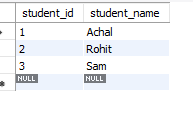 student_id student_name
1 Achal
2 Rohit
3 Sam
NULL NULL